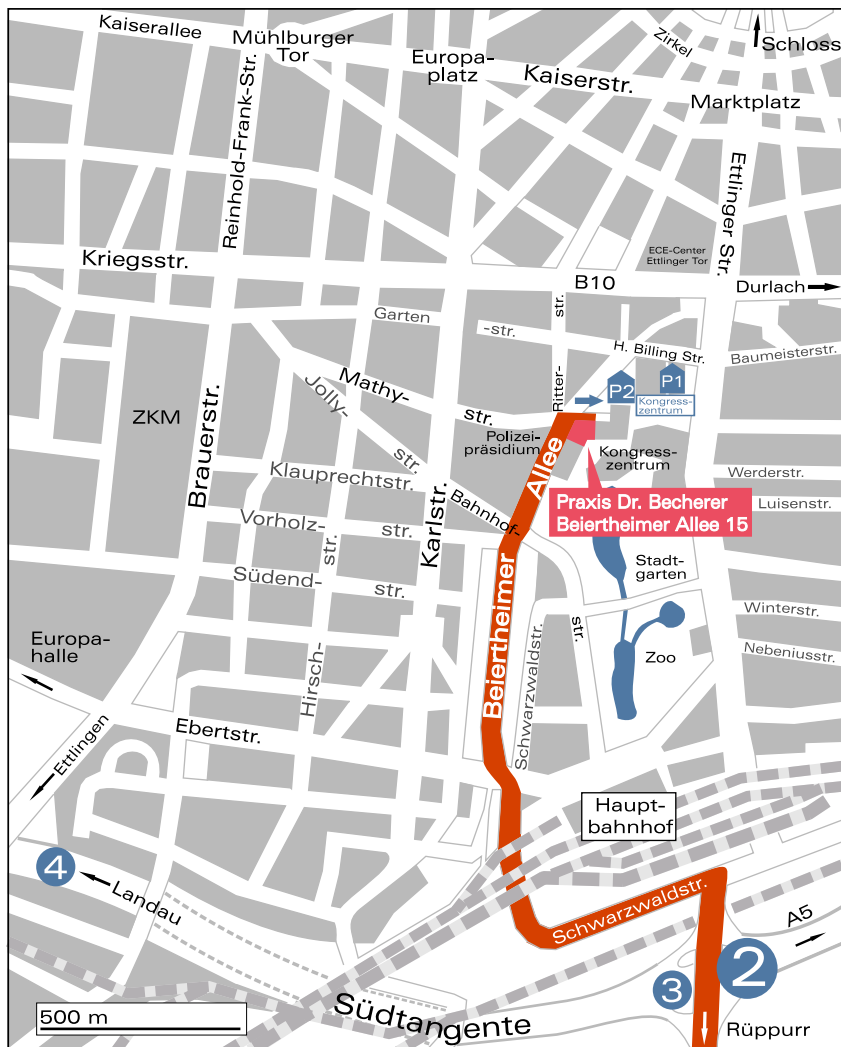 Kaiserallee
Mühlburger
Tor
Europa-
platz
Zirkel
Schloss
Kaiserstr.
Marktplatz
Reinhold-Frank-Str.
Ettlinger Str.
Kriegsstr.
ECE-Center
Ettlinger Tor
B10
Durlach
Garten
-str.
Ritter-
str.
H. Billing Str.
Baumeisterstr.
Mathy-
str.
P2
P1
Kongress-
zentrum
Jolly-
str.
ZKM
Brauerstr.
Polizei-
präsidium
Kongress-
zentrum
Klauprechtstr.
Karlstr.
Bahnhof-
str.
Werderstr.
Luisenstr.
Praxis Dr. Becherer
Beiertheimer Allee 15
Vorholz-
str.
Südend-
str.
Hirsch-
str.
Beiertheimer Allee
Stadt-
garten
Schwarzwaldstr.
Winterstr.
Nebeniusstr.
Zoo
Europa-
halle
Ebertstr.
Ettlingen
Haupt-
bahnhof
4
Landau
Schwarzwaldstr.
A5
2
3
Südtangente
Rüppurr
500 m